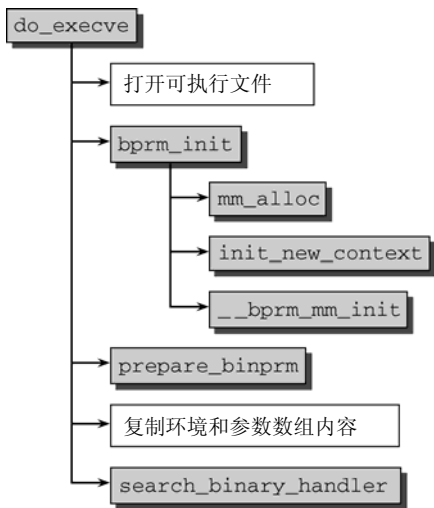 do_execve
打开可执行文件
bprm_init
mm_alloc
init_new_context
__bprm_mm_init
prepare_binprm
复制环境和参数数组内容
search_binary_handler